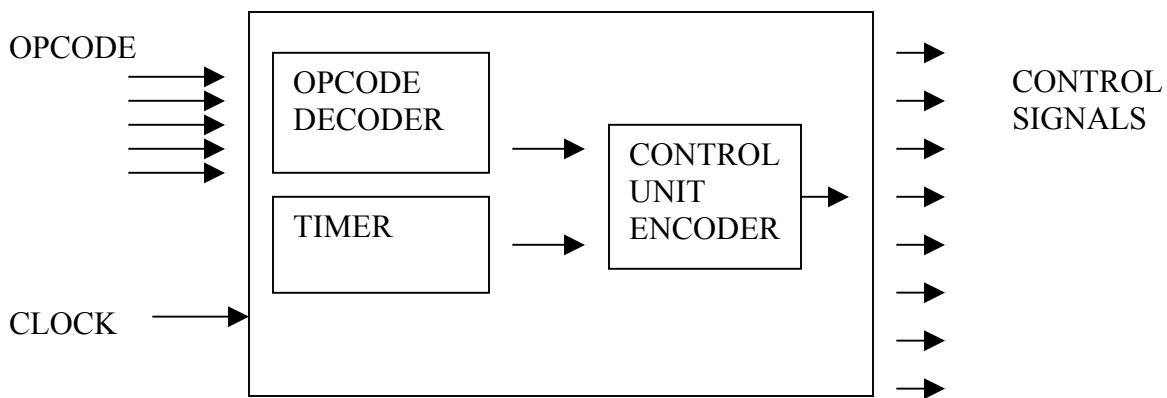 OPCODE
OPCODE
DECODER
CONTROL
SIGNALS
CONTROL
UNIT
ENCODER
TIMER
CLOCK